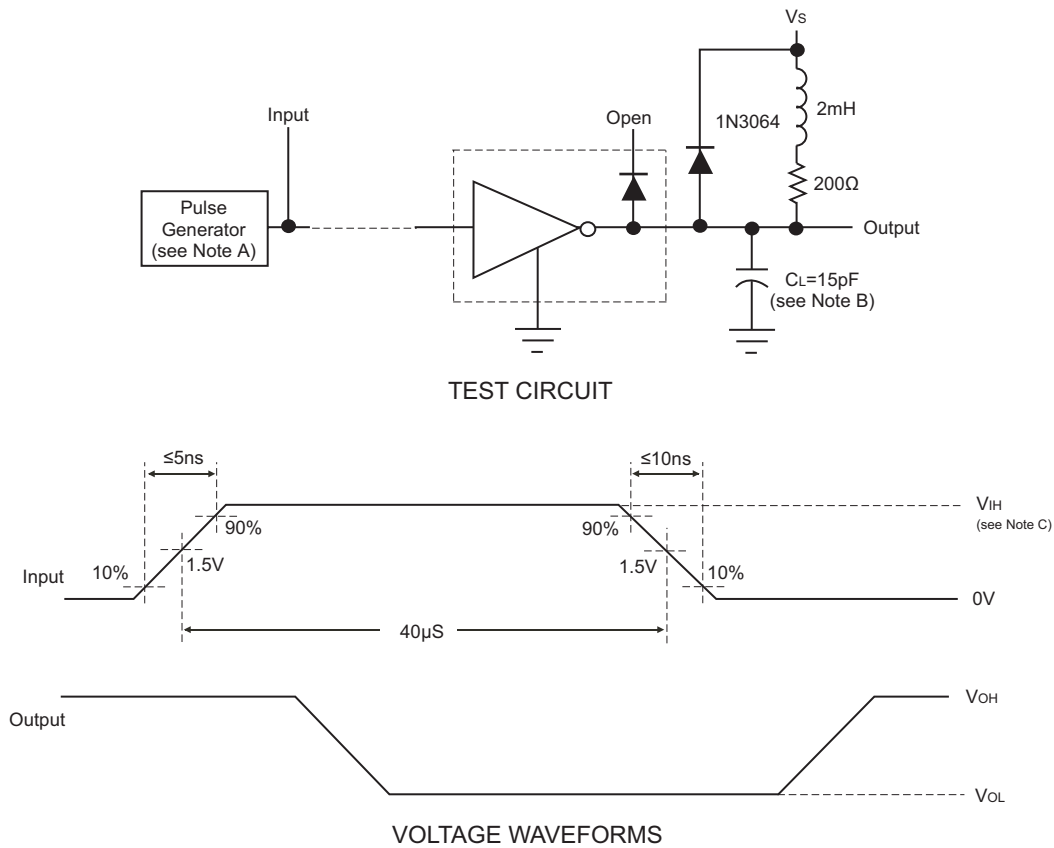 Vs
Input
Open
1N3064
2mH
200Ω
Pulse
Generator
(see Note A)
Output
CL=15pF
(see Note B)
TEST CIRCUIT
≤5ns
≤10ns
VIH
(see Note C)
90%
90%
1.5V
1.5V
10%
10%
Input
0V
40µS
Output
VOH
VOL
VOLTAGE WAVEFORMS